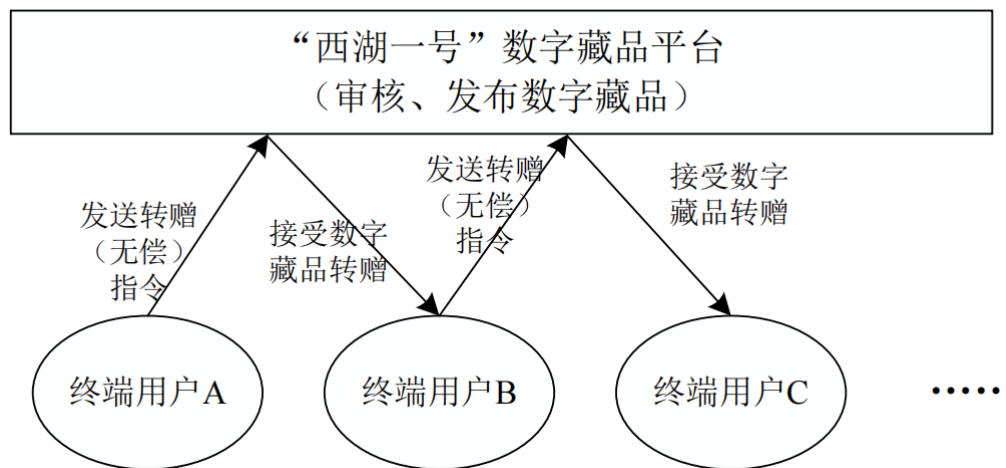 “西湖一号”数字藏品平台
（审核、发布数字藏品）
发送转赠
（无偿）
指令
接受数字
藏品转赠
发送转赠
（无偿）
指令
接受数字
藏品转赠
终端用户A
终端用户B
终端用户C
·····